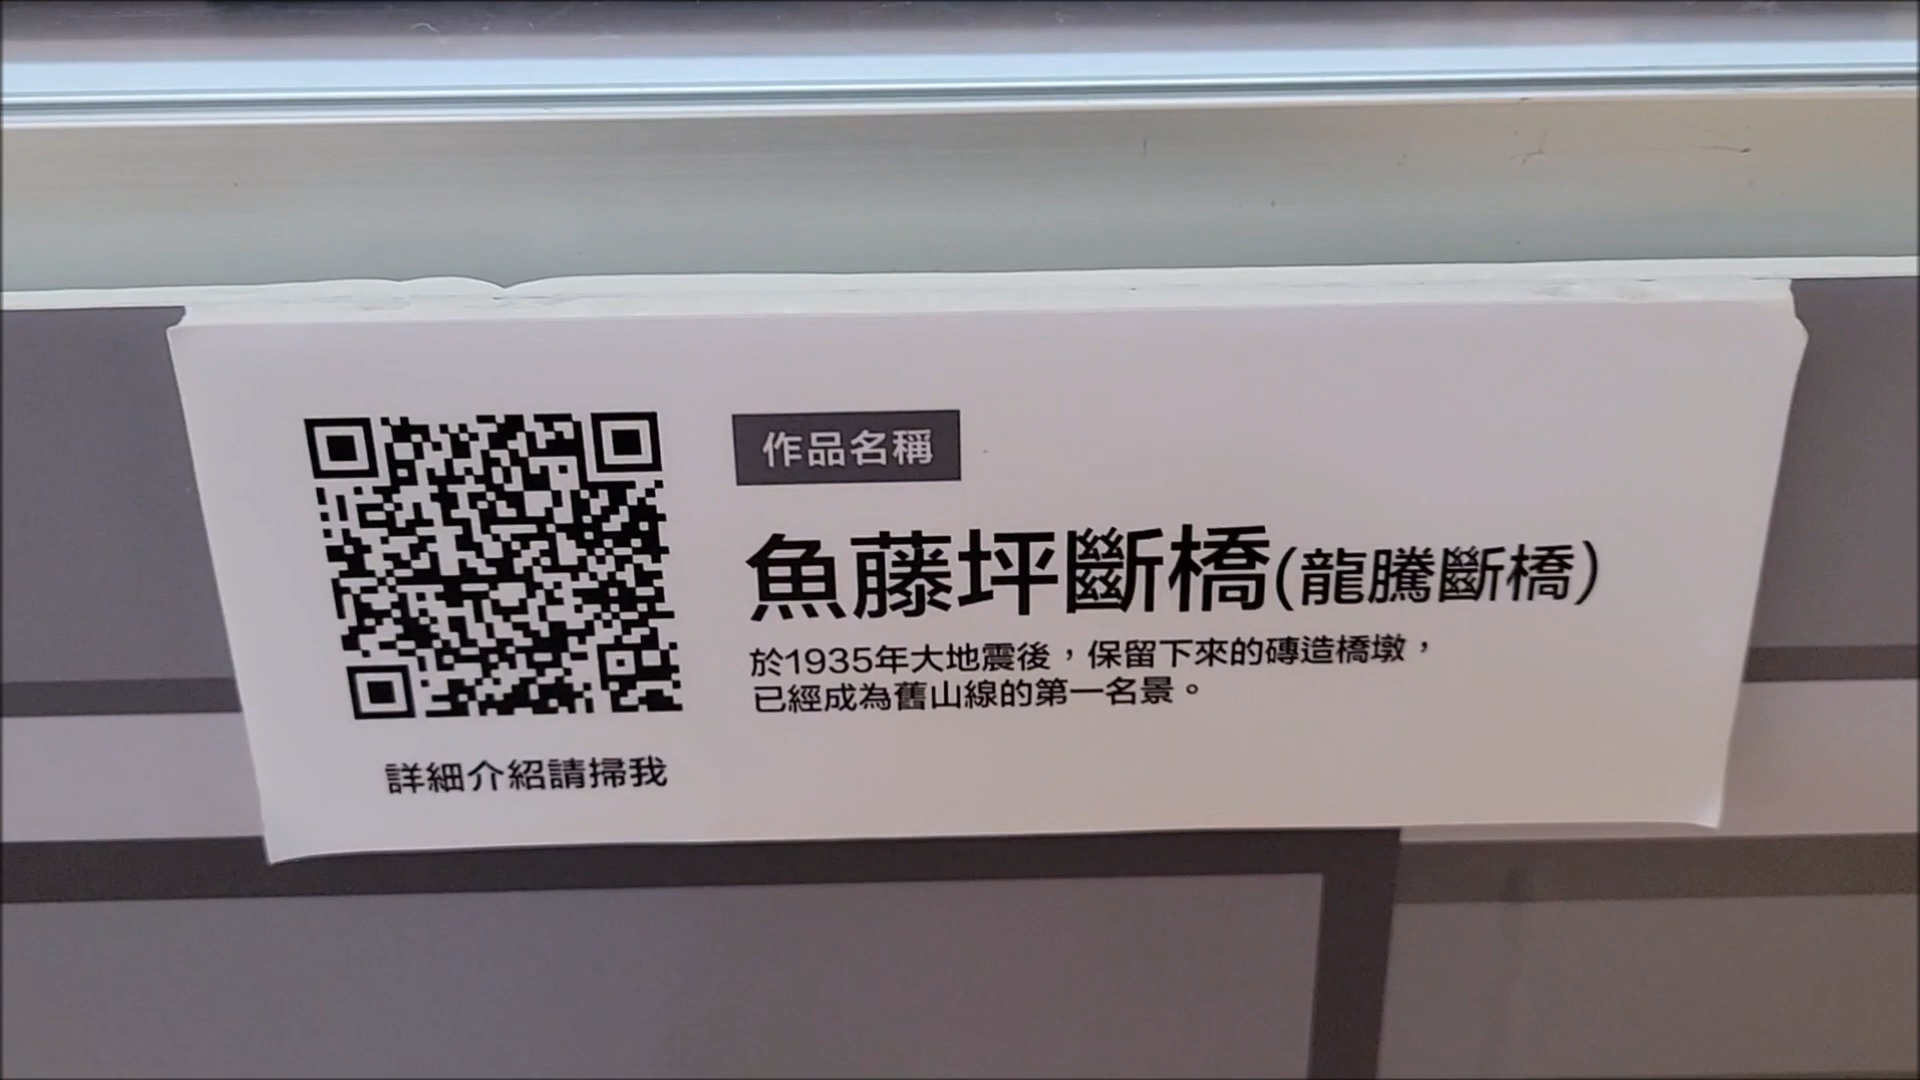 作品名稱
魚藤坪斷橋(龍騰斷橋)
於1935年大地震後，保留下來的磚造橋墩，
已經成為舊山線的第一名景。
詳細介紹請掃我